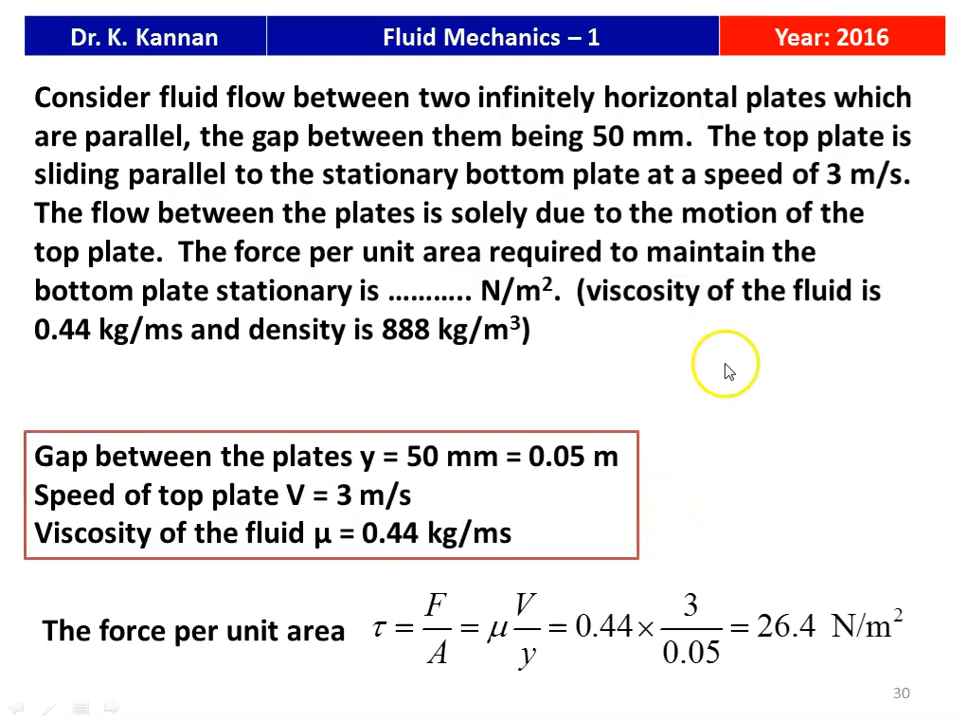 Dr. K. Kannan
Fluid Mechanics – 1
Year: 2016
Consider fluid flow between two infinitely horizontal plates which
are parallel, the gap between them being 50 mm. The top plate is
sliding parallel to the stationary bottom plate at a speed of 3 m/s.
The flow between the plates is solely due to the motion of the
top plate. The force per unit area required to maintain the
bottom plate stationary is ……….. N/m². (viscosity of the fluid is
0.44 kg/ms and density is 888 kg/m³)
Gap between the plates y = 50 mm = 0.05 m
Speed of top plate V = 3 m/s
Viscosity of the fluid μ = 0.44 kg/ms
The force per unit area τ = F/A = μ V/y = 0.44 × 3/0.05 = 26.4 N/m²
30